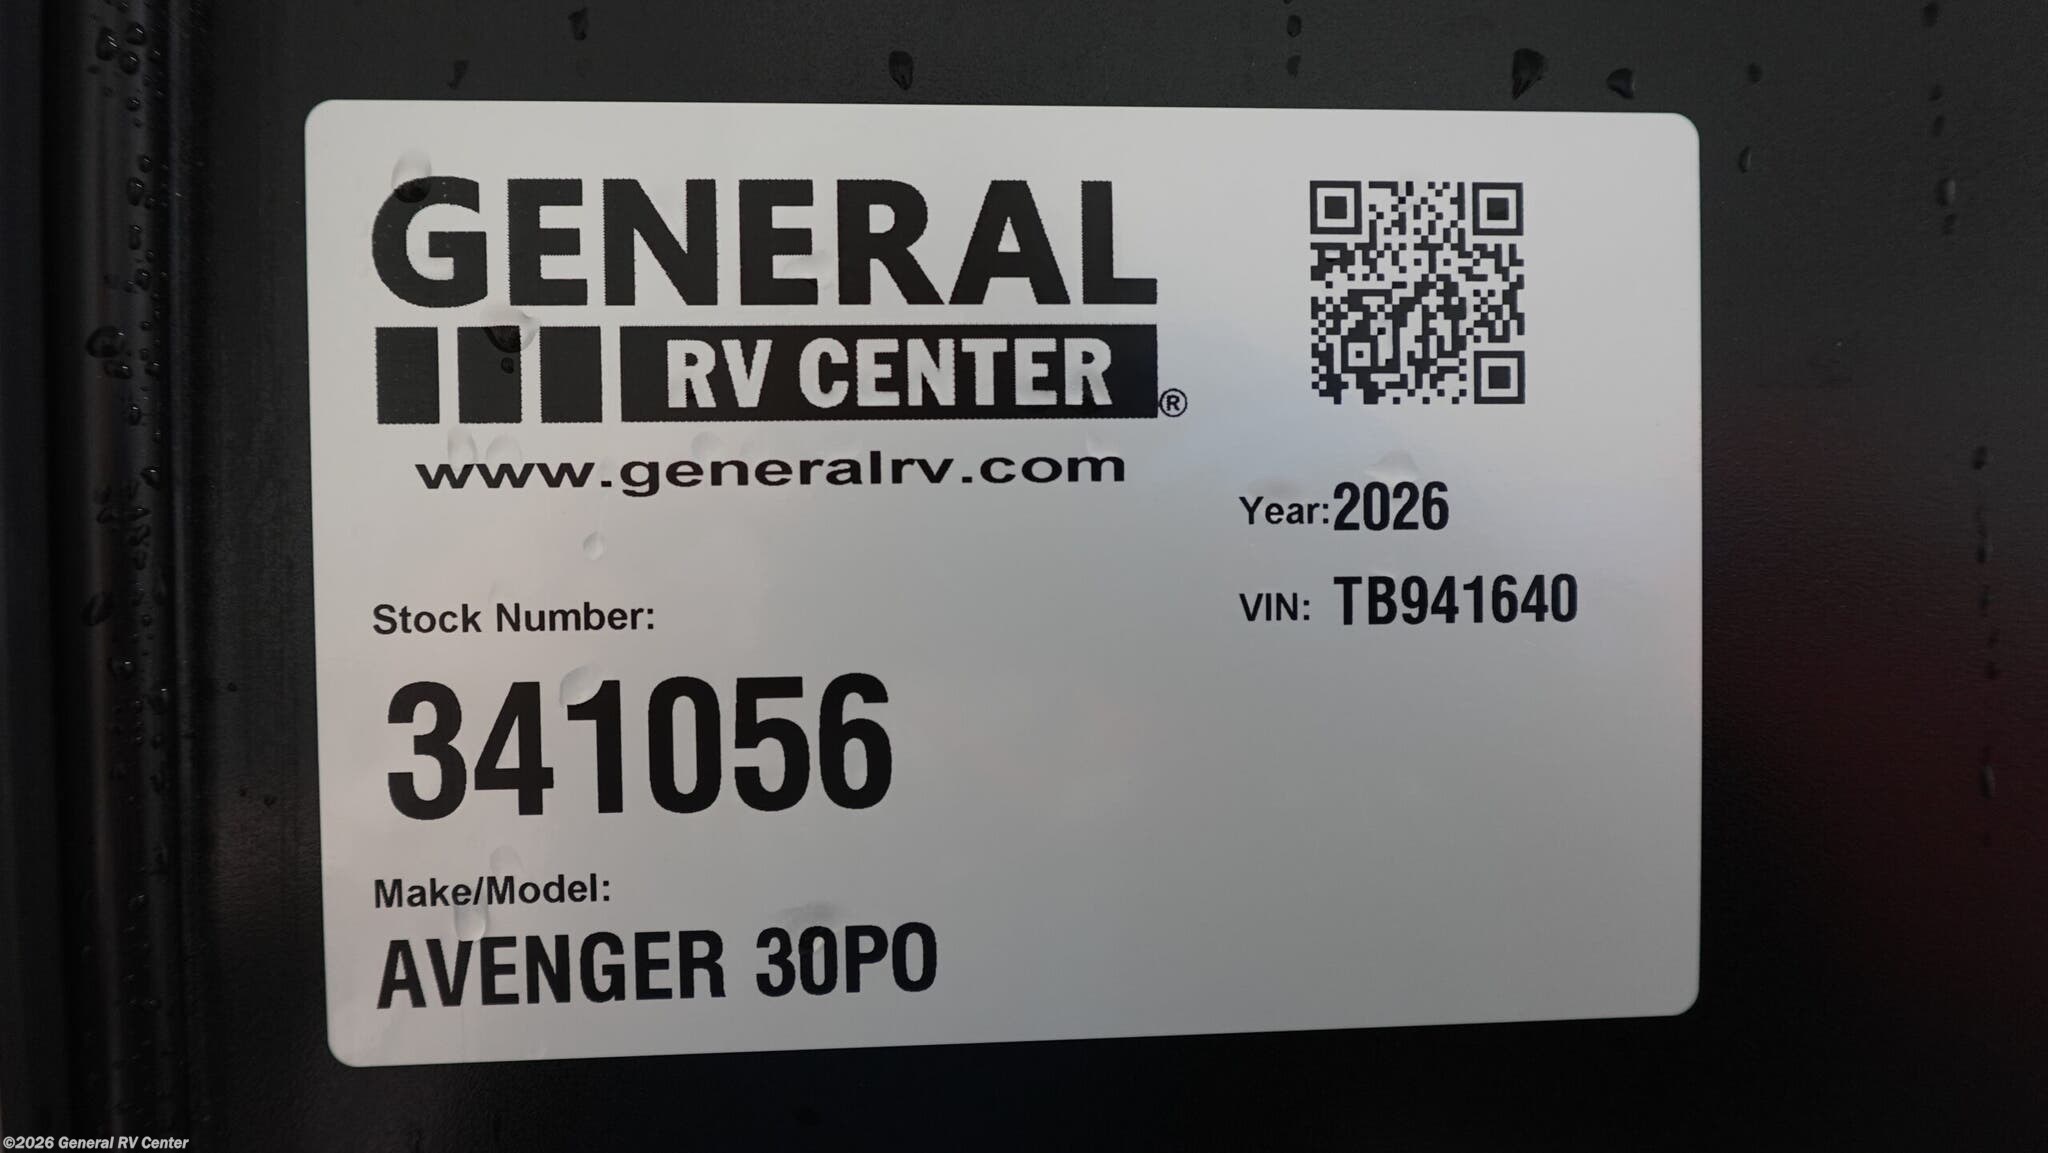 GENERAL
RV CENTER®
www.generalrv.com
Year: 2026
VIN: TB941640
Stock Number:
341056
Make/Model:
AVENGER 30PO
©2026 General RV Center